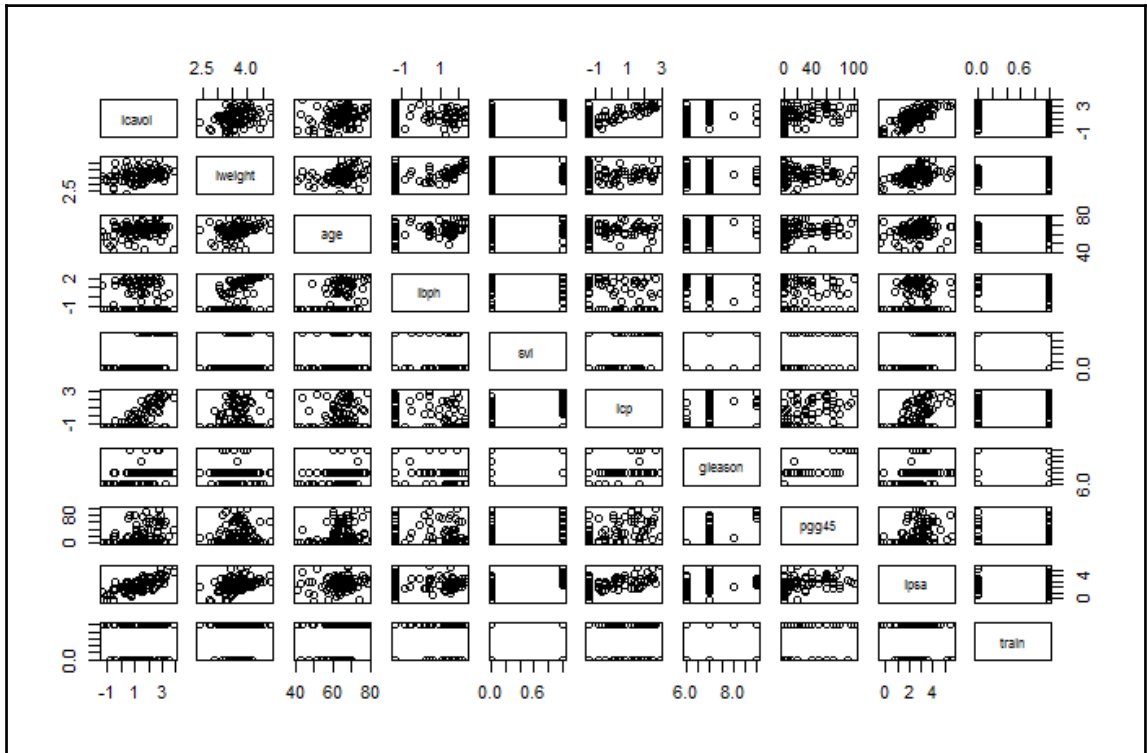 2.5 4.0 -1 1 -1 1 3 0 40 100 0.0 0.6
lcavol 3 -1
2.5 lweight
age 80 40
2 -1 lbph
svi 0.0
3 -1 lcp
gleason 6.0
80 0 pgg45
lpsa 4 0
0.0 train
-1 1 3 40 60 80 0.0 0.6 6.0 8.0 0 2 4